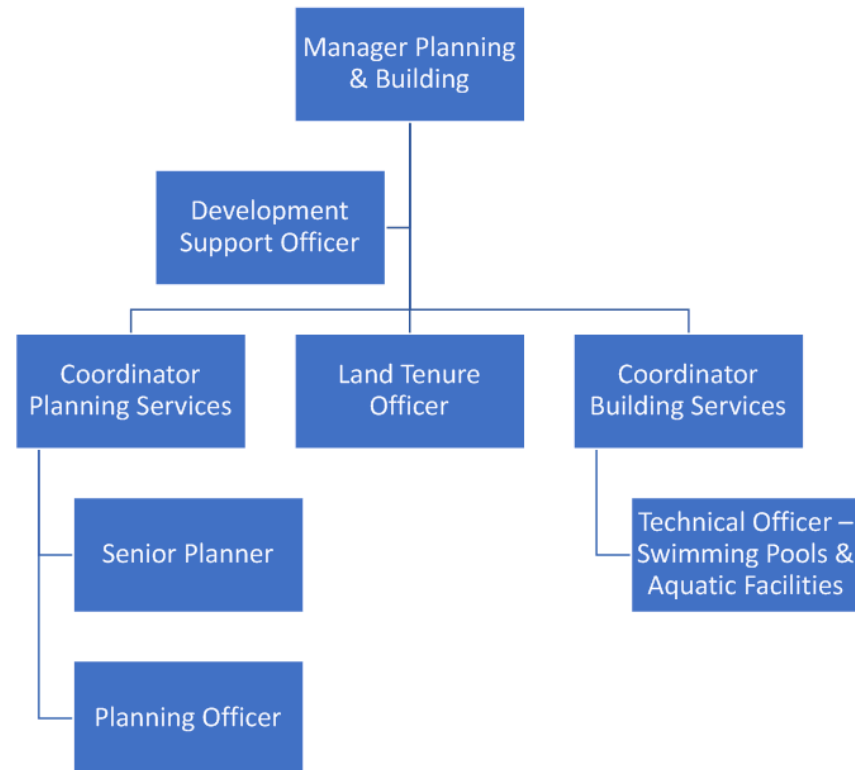 Manager Planning
& Building
Development
Support Officer
Coordinator
Planning Services
Land Tenure
Officer
Coordinator
Building Services
Senior Planner
Technical Officer –
Swimming Pools &
Aquatic Facilities
Planning Officer